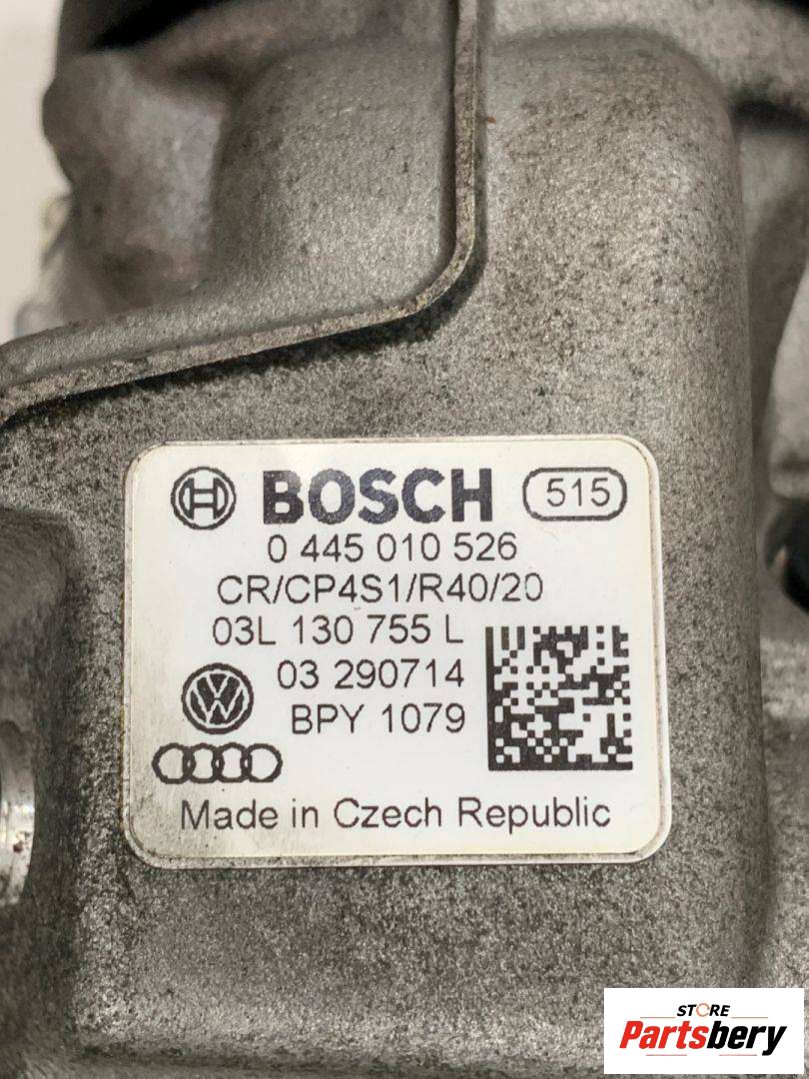 BOSCH 515
0 445 010 526
CR/CP4S1/R40/20
03L 130 755 L
03 290714
BPY 1079
Made in Czech Republic
STORE
Partsbery